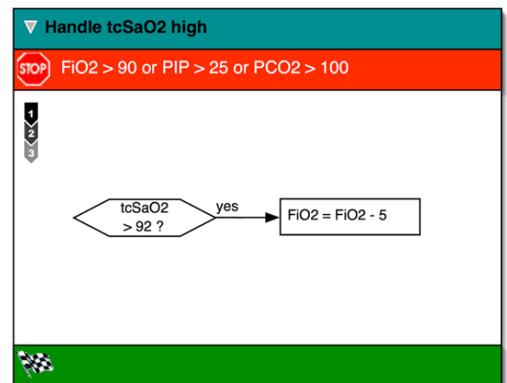 Handle tcSaO2 high
STOP
FiO2 > 90 or PIP > 25 or PCO2 > 100
1
2
3
tcSaO2
> 92 ?
yes
FiO2 = FiO2 - 5